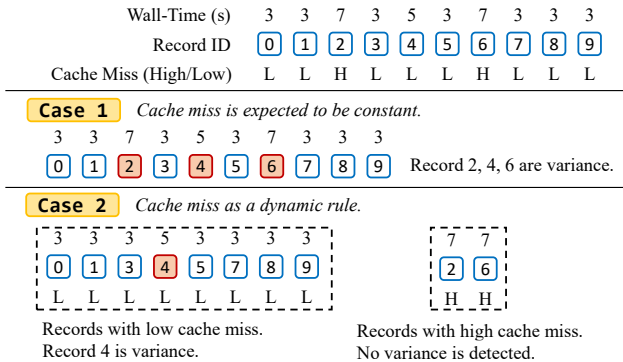 Wall-Time (s) 3 3 7 3 5 3 7 3 3 3
Record ID 0 1 2 3 4 5 6 7 8 9
Cache Miss (High/Low) L L H L L L H L L L
Case 1 Cache miss is expected to be constant.
3 3 7 3 5 3 7 3 3 3
0 1 2 3 4 5 6 7 8 9 Record 2, 4, 6 are variance.
Case 2 Cache miss as a dynamic rule.
3 3 3 5 3 3 3 3
0 1 3 4 5 7 8 9
L L L L L L L L
Records with low cache miss.
Record 4 is variance.
7 7
2 6
H H
Records with high cache miss.
No variance is detected.